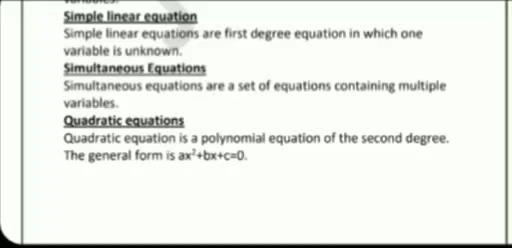 variables.
Simple linear equation
Simple linear equations are first degree equation in which one
variable is unknown.
Simultaneous Equations
Simultaneous equations are a set of equations containing multiple
variables.
Quadratic equations
Quadratic equation is a polynomial equation of the second degree.
The general form is ax²+bx+c=0.